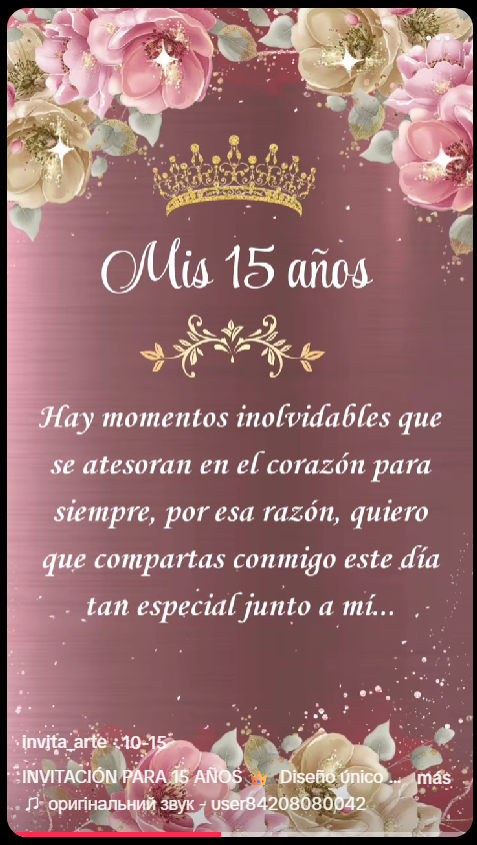 Mis 15 años
Hay momentos inolvidables que
se atesoran en el corazón para
siempre, por esa razón, quiero
que compartas conmigo este día
tan especial junto a mí...
invita_arte · 10-15
INVITACIÓN PARA 15 AÑOS 👑 Diseño único ... más
♫ оригінальний звук - user84208080042